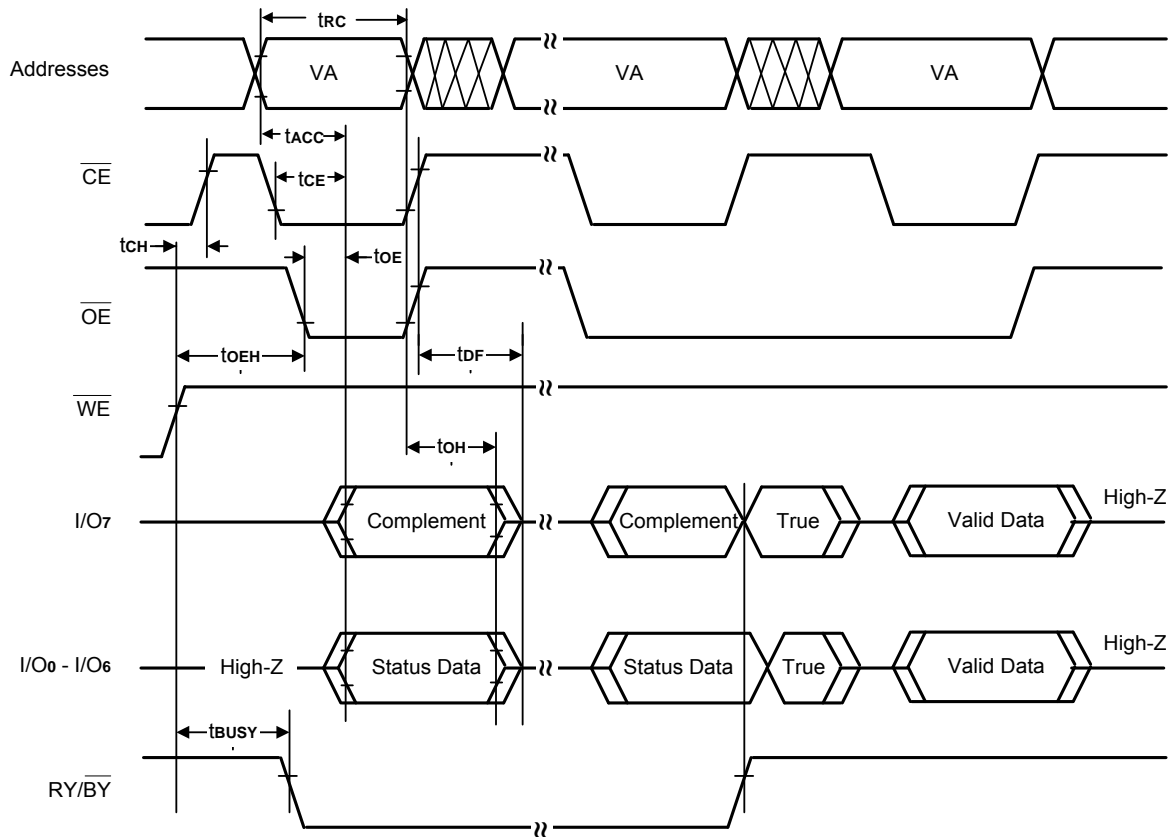 tRC
Addresses VA VA VA
tACC
CE
tCE
tCH
tOE
OE
tOEH
tDF
WE
tOH
I/O7 Complement Complement True Valid Data High-Z
I/O0 - I/O6 High-Z Status Data Status Data True Valid Data High-Z
tBUSY
RY/BY